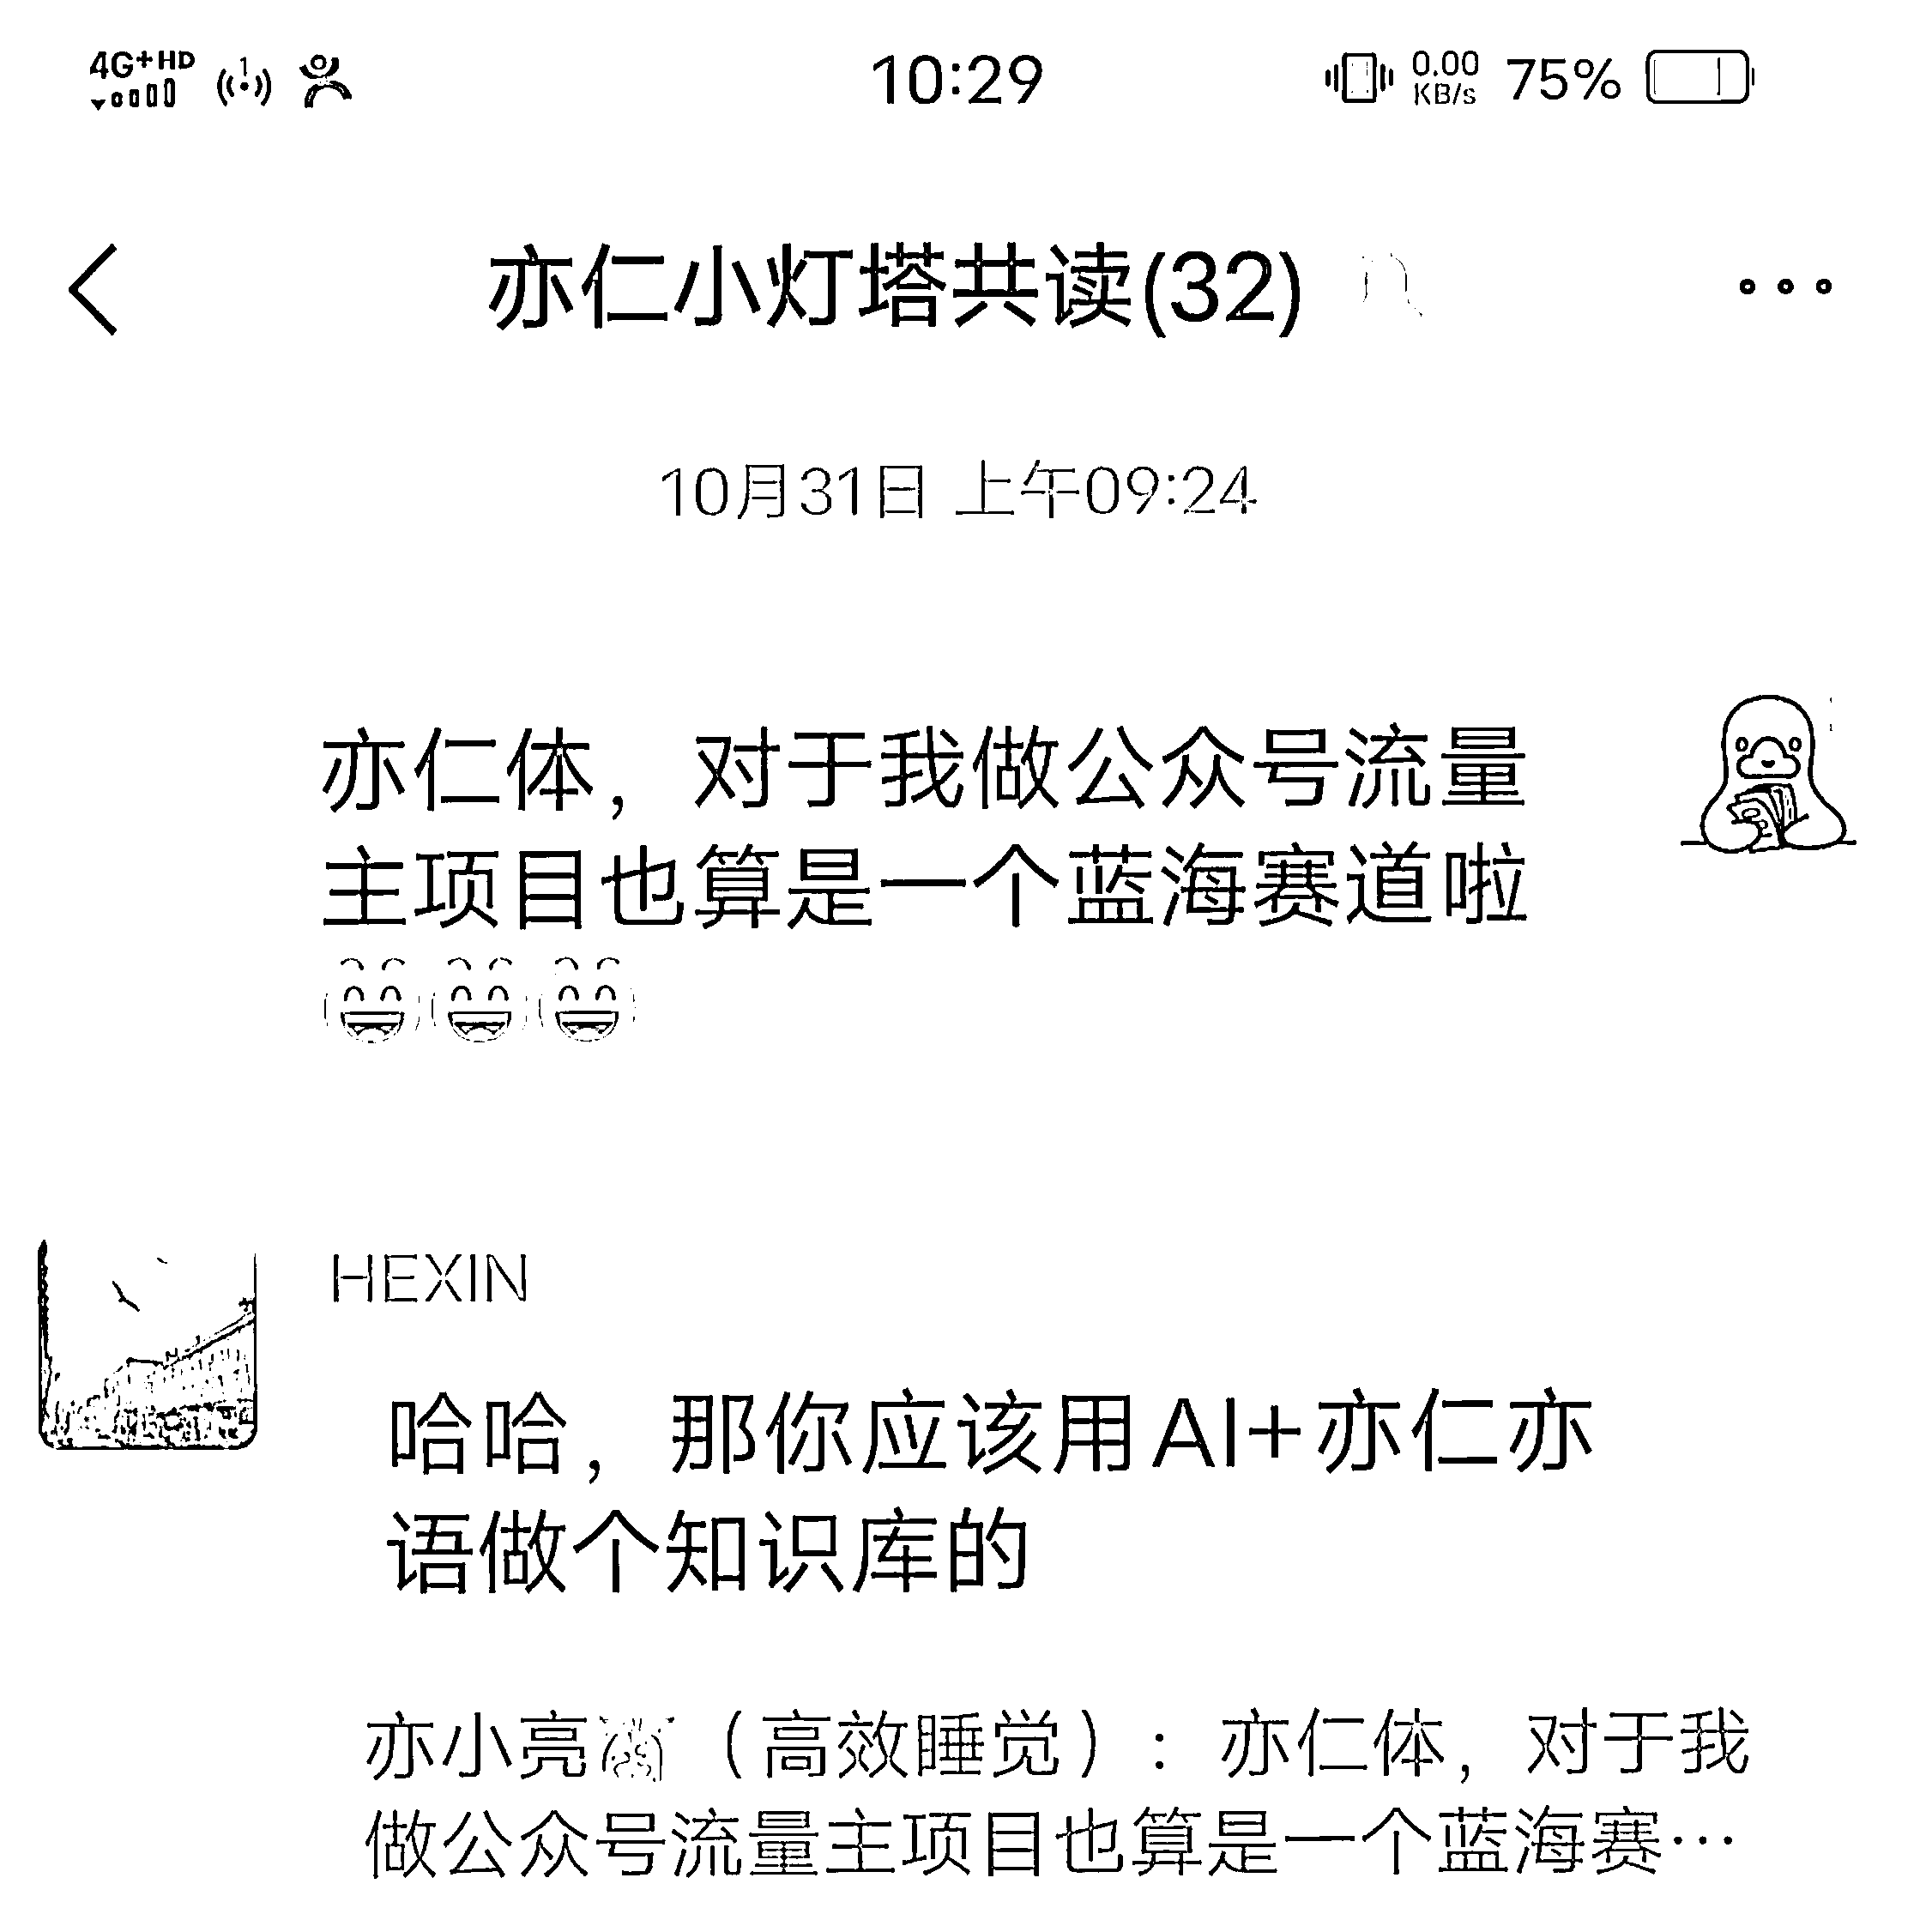 4G+HD 10:29 0.00 KB/s 75%
亦仁小灯塔共读(32)
10月31日 上午09:24
亦仁体，对于我做公众号流量
主项目也算是一个蓝海赛道啦
HEXIN
哈哈，那你应该用AI+亦仁亦
语做个知识库的
亦小亮（高效睡觉）：亦仁体，对于我
做公众号流量主项目也算是一个蓝海赛…